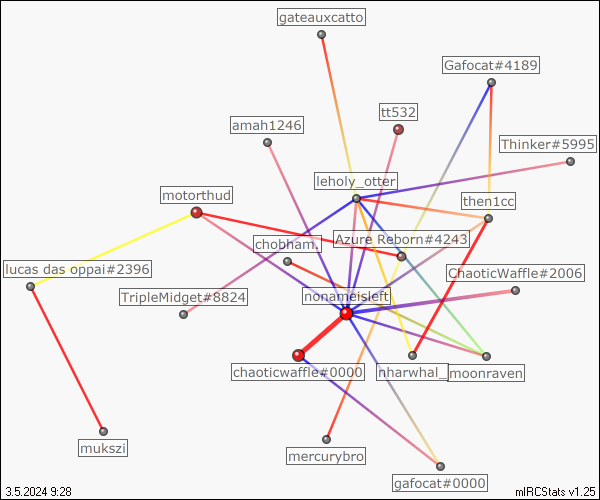 gateauxcatto
Gafocat#4189
tt532
amah1246
Thinker#5995
leholy_otter
motorthud
then1cc
Azure Reborn#4243
chobham.
lucas das oppai#2396
ChaoticWaffle#2006
TripleMidget#8824
nonameisleft
chaoticwaffle#0000
nharwhal_
moonraven
mukszi
mercurybro
gafocat#0000
3.5.2024 9:28
mIRCStats v1.25